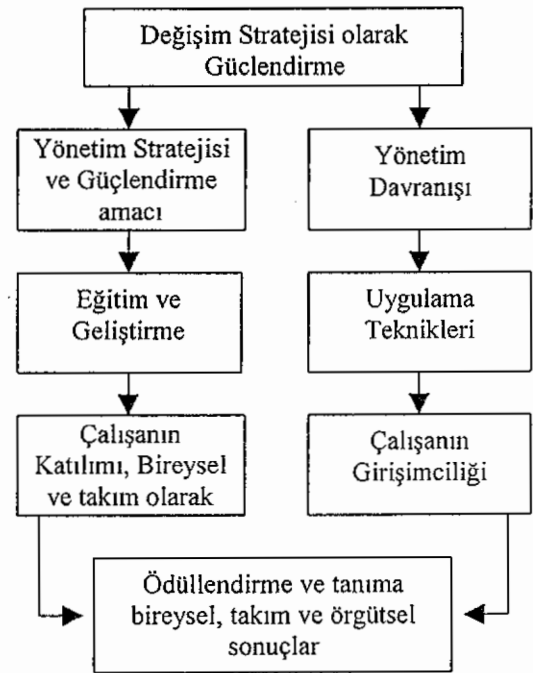 Değişim Stratejisi olarak
Güclendirme
Yönetim Stratejisi
ve Güçlendirme
amacı
Yönetim
Davranışı
Eğitim ve
Geliştirme
Uygulama
Teknikleri
Çalışanın
Katılımı, Bireysel
ve takım olarak
Çalışanın
Girişimciliği
Ödüllendirme ve tanıma
bireysel, takım ve örgütsel
sonuçlar